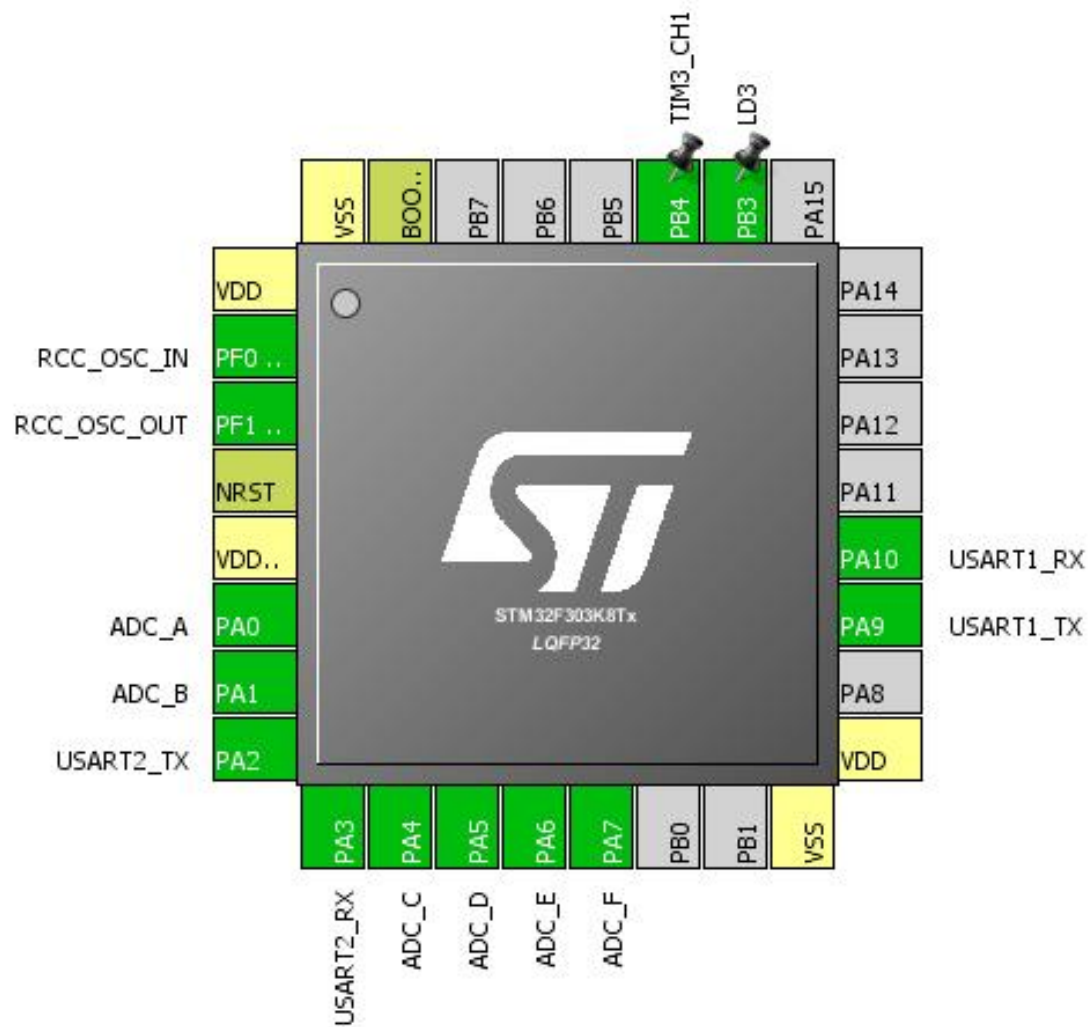 TIM3_CH1
LD3
VSS
BOO..
PB7
PB6
PB5
PB4
PB3
PA15
VDD
PA14
RCC_OSC_IN
PF0 ..
PA13
RCC_OSC_OUT
PF1 ..
PA12
NRST
PA11
VDD..
PA10
USART1_RX
ST
STM32F303K8Tx
LQFP32
ADC_A
PA0
PA9
USART1_TX
ADC_B
PA1
PA8
USART2_TX
PA2
VDD
PA3
PA4
PA5
PA6
PA7
PB0
PB1
VSS
USART2_RX
ADC_C
ADC_D
ADC_E
ADC_F